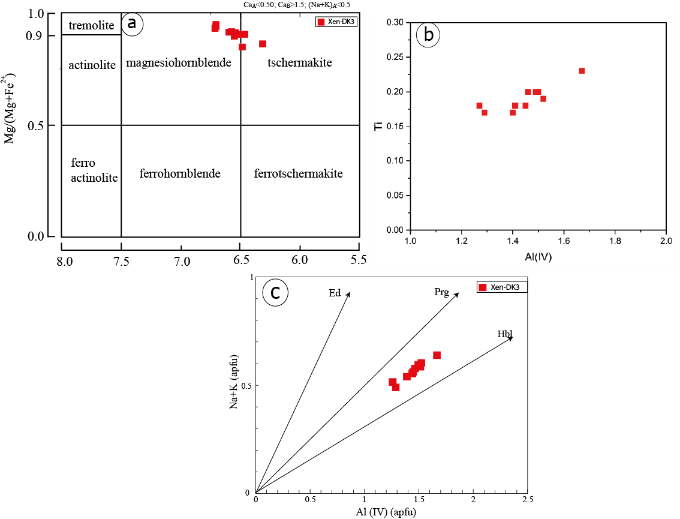 Ca_A<0.50; Ca_B>1.5; (Na+K)_A<0.5
a
Xen-DK3
1.0
0.9
0.5
0.0
Mg/(Mg+Fe²⁺)
tremolite
actinolite
magnesiohornblende
tschermakite
ferro
actinolite
ferrohornblende
ferrotschermakite
8.0 7.5 7.0 6.5 6.0 5.5
b
0.30
0.25
0.20
0.15
0.10
0.05
0.00
Ti
1.0 1.2 1.4 1.6 1.8 2.0
Al(IV)
c
Xen-DK3
Ed
Prg
Hbl
1
0.5
0
Na+K (apfu)
0 0.5 1 1.5 2 2.5
Al (IV) (apfu)